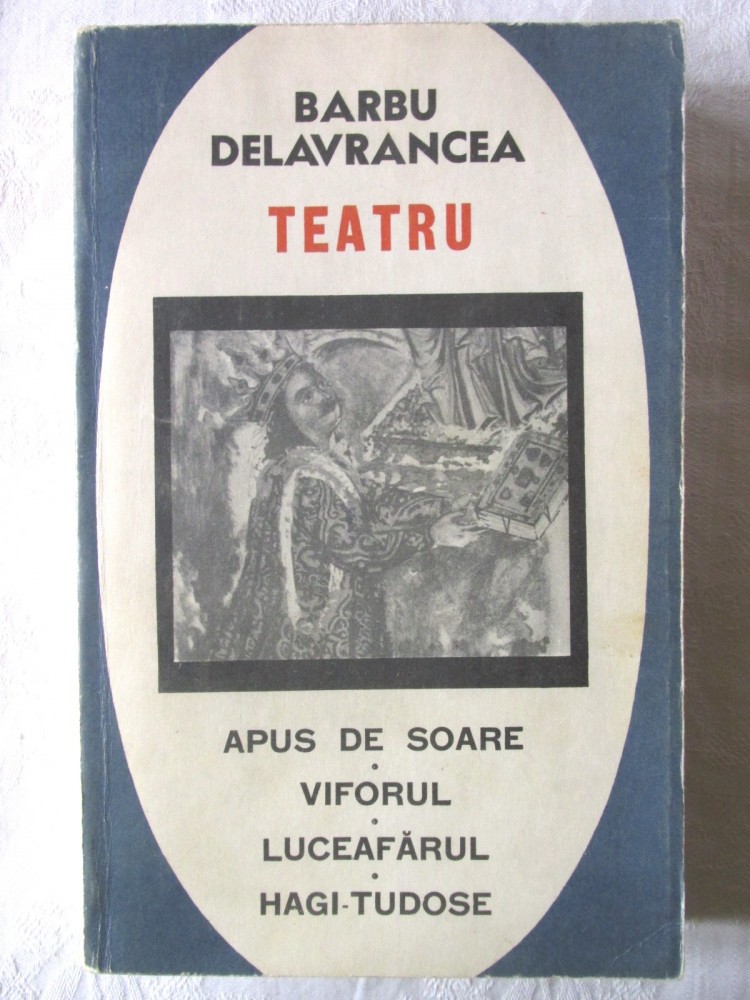 BARBU
DELAVRANCEA
TEATRU
APUS DE SOARE
•
VIFORUL
•
LUCEAFĂRUL
•
HAGI-TUDOSE